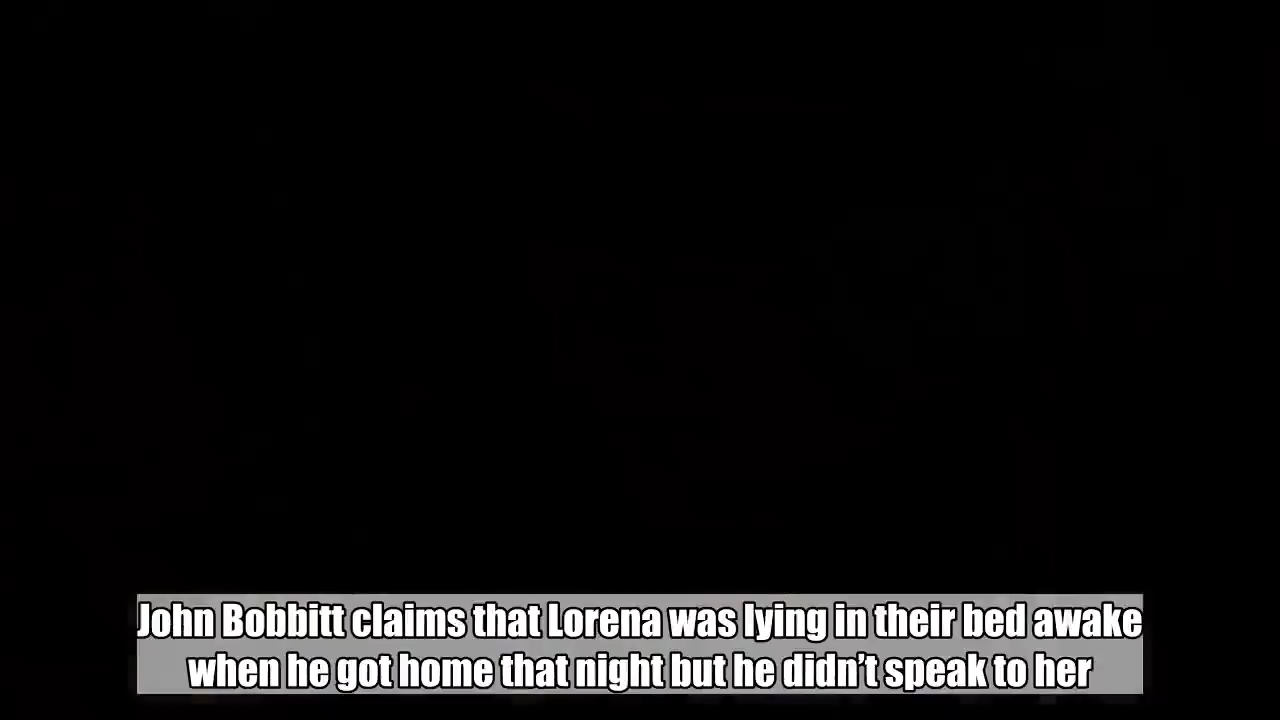 John Bobbitt claims that Lorena was lying in their bed awake
when he got home that night but he didn’t speak to her